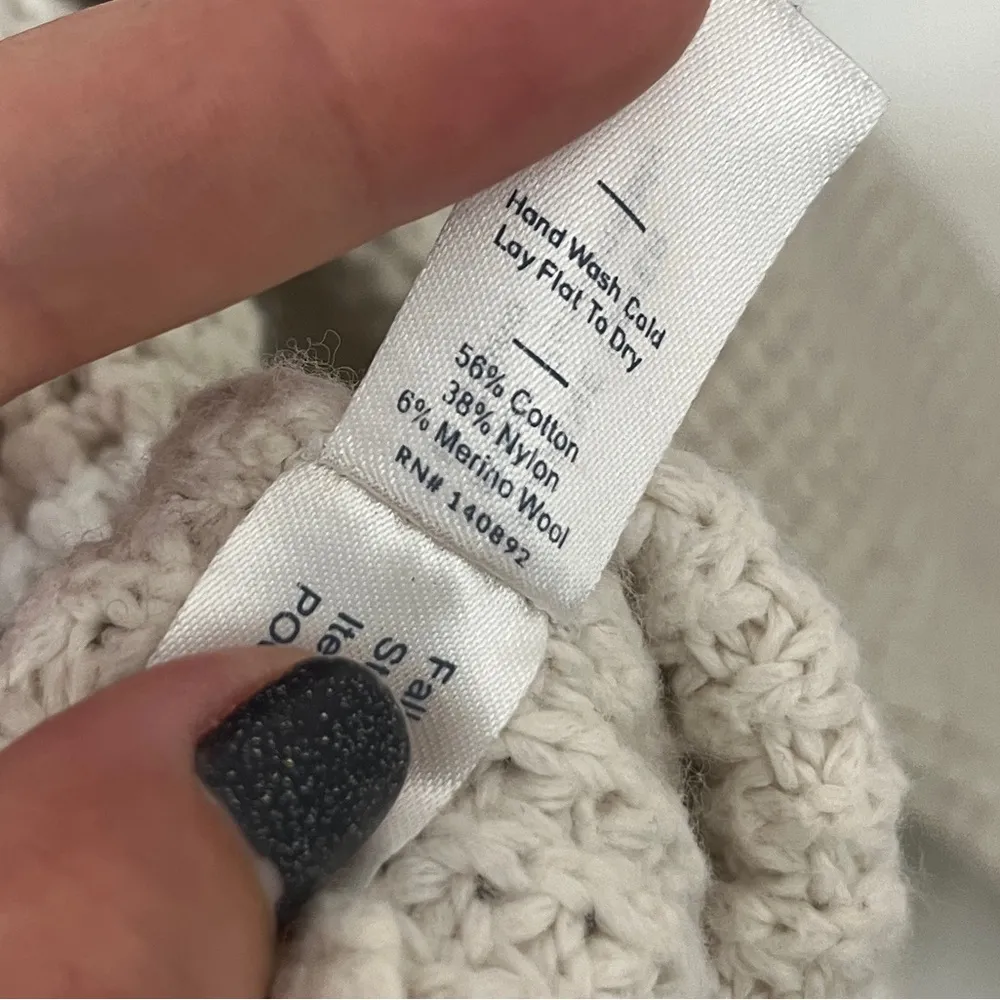 Hand Wash Cold
Lay Flat To Dry
56% Cotton
38% Nylon
6% Merino Wool
RN# 140892